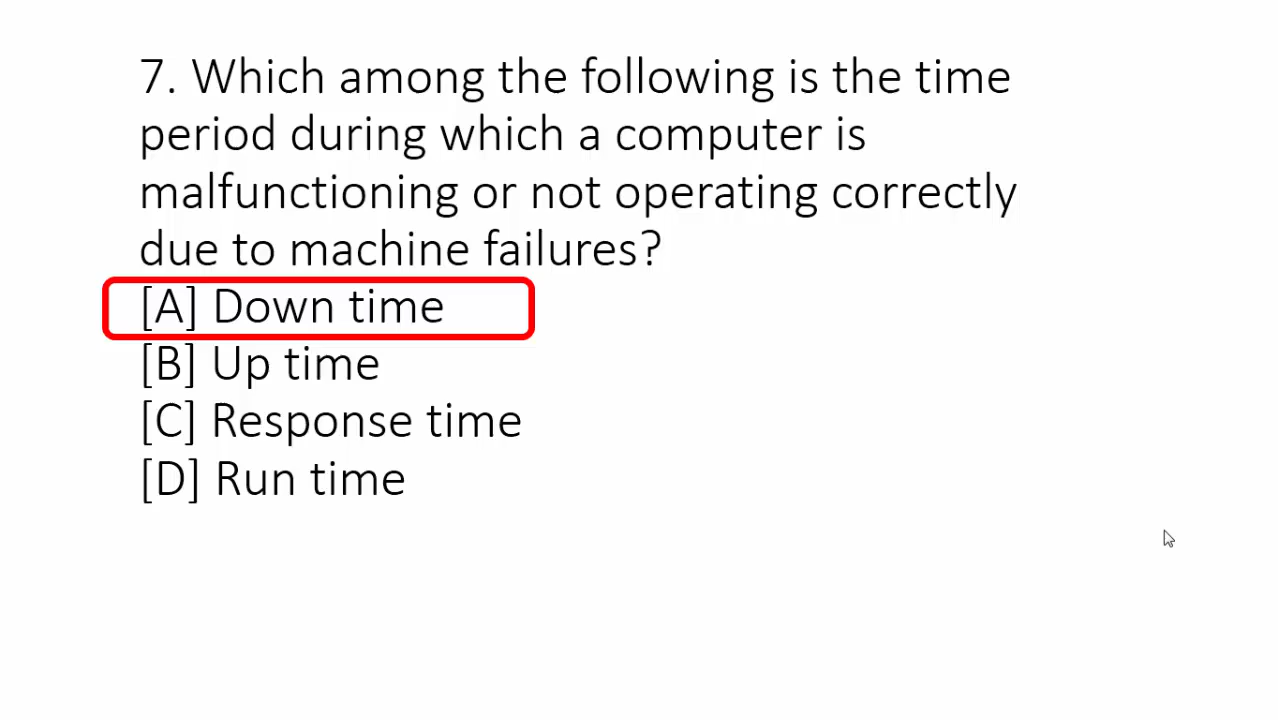 7. Which among the following is the time
period during which a computer is
malfunctioning or not operating correctly
due to machine failures?
[A] Down time
[B] Up time
[C] Response time
[D] Run time